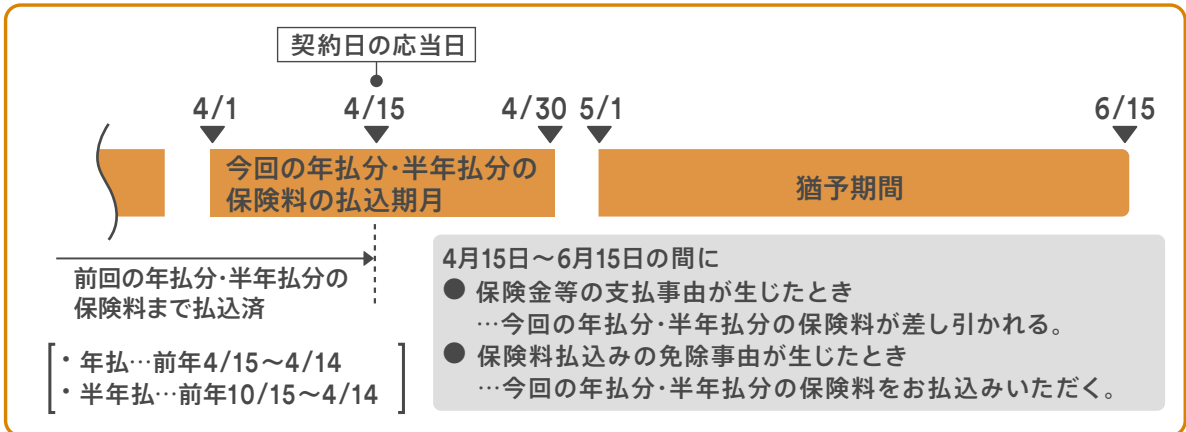 契約日の応当日
4/1
4/15
4/30
5/1
6/15
今回の年払分・半年払分の
保険料の払込期月
猶予期間
前回の年払分・半年払分の
保険料まで払込済
・年払…前年4/15～4/14
・半年払…前年10/15～4/14
4月15日～6月15日の間に
● 保険金等の支払事由が生じたとき
…今回の年払分・半年払分の保険料が差し引かれる。
● 保険料払込みの免除事由が生じたとき
…今回の年払分・半年払分の保険料をお払込みいただく。